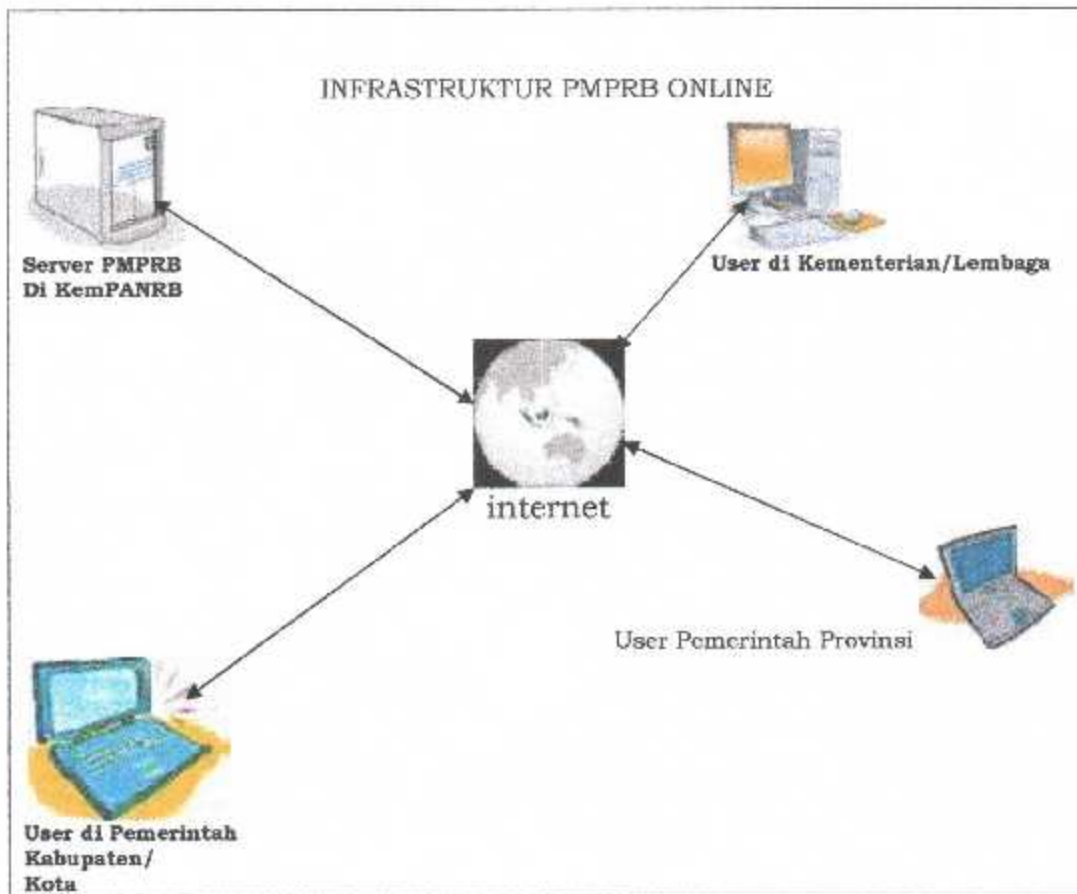 INFRASTRUKTUR PMPRB ONLINE
Server PMPRB
Di KemPANRB
User di Kementerian/Lembaga
internet
User Pemerintah Provinsi
User di Pemerintah
Kabupaten/
Kota